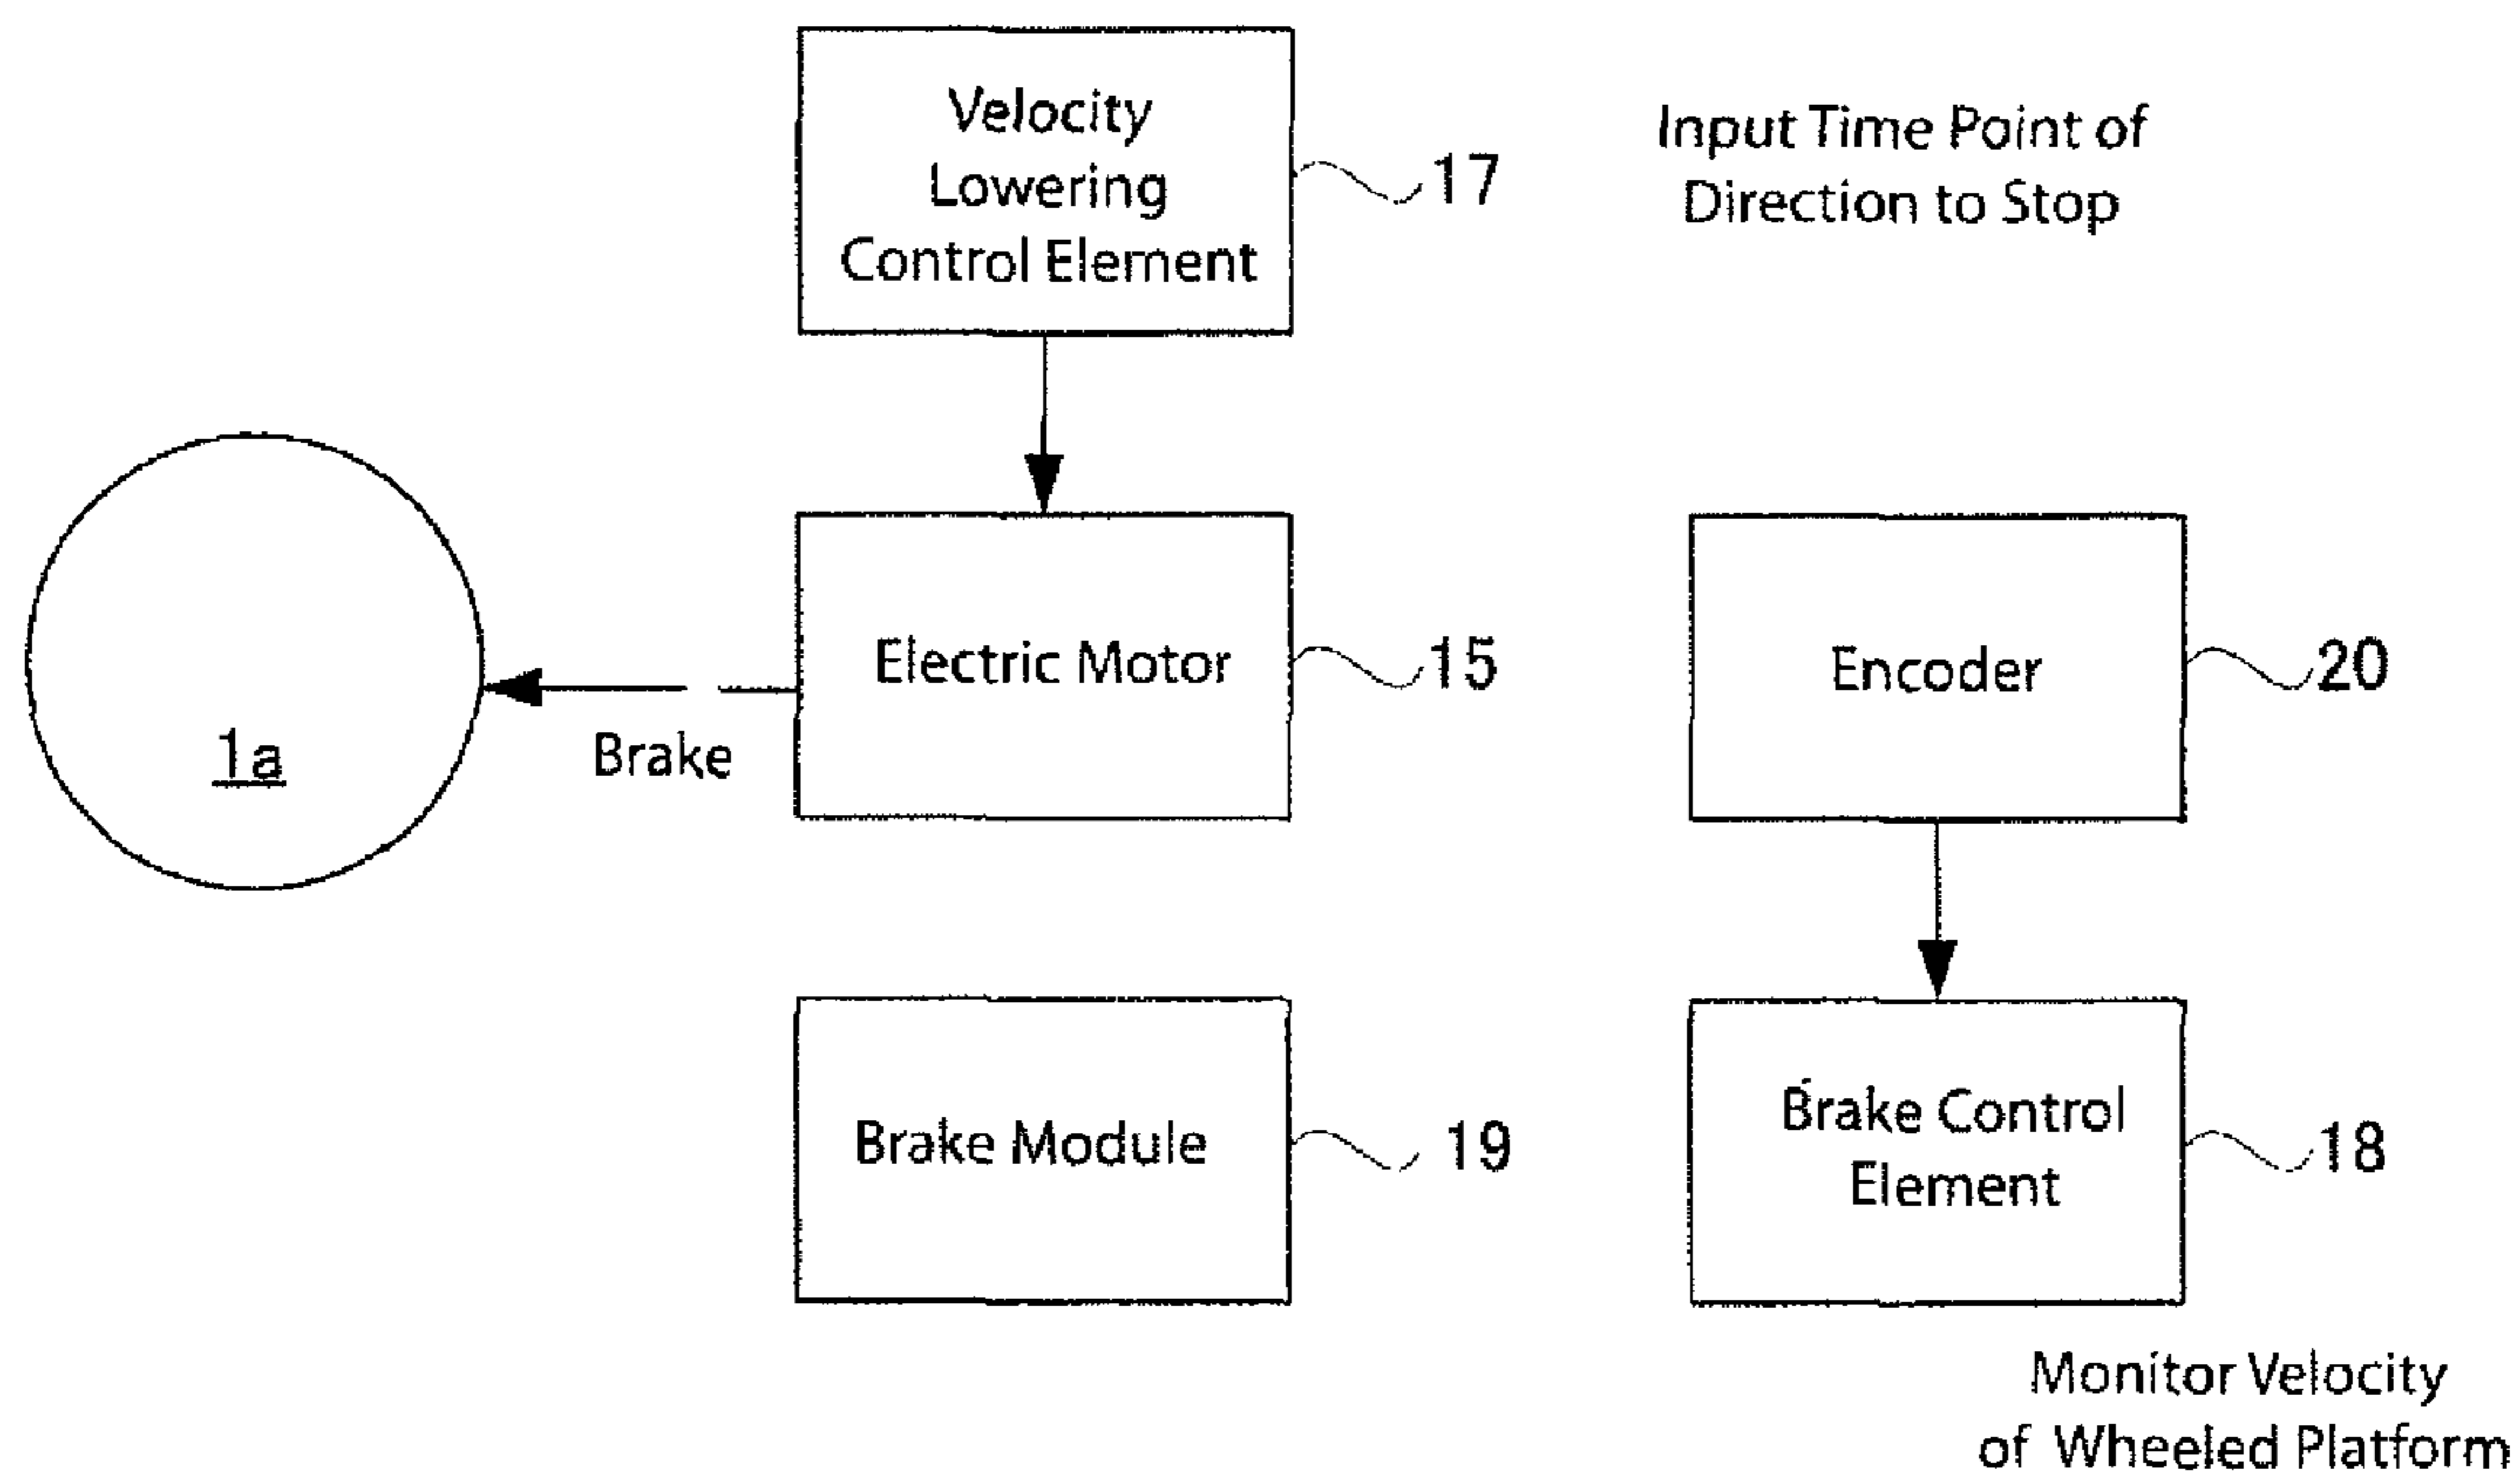 Velocity
Lowering
Control Element
17
Input Time Point of
Direction to Stop
1a
Brake
Electric Motor
15
Encoder
20
Brake Module
19
Brake Control
Element
18
Monitor Velocity
of Wheeled Platform